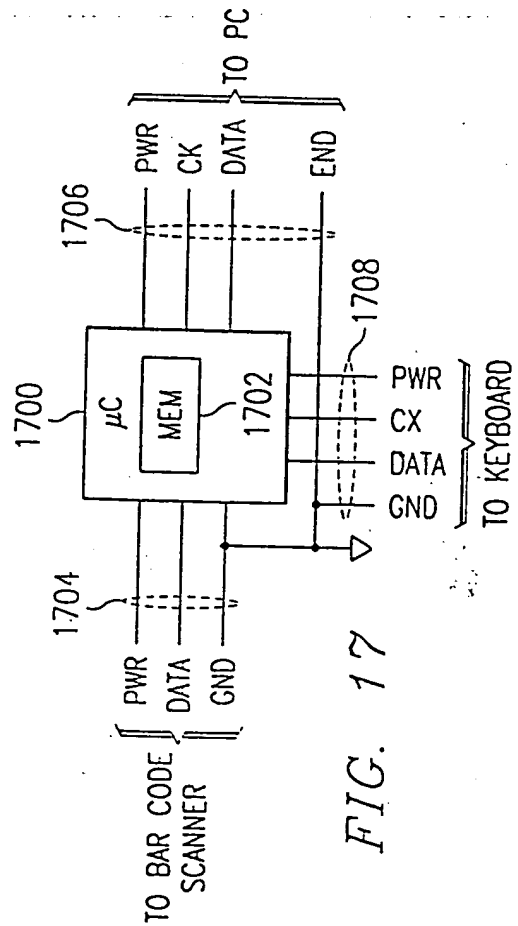 1700
μC
MEM
1702
1704
PWR
DATA
GND
TO BAR CODE
SCANNER
1706
PWR
CK
DATA
END
TO PC
1708
PWR
CX
DATA
GND
TO KEYBOARD
FIG. 17